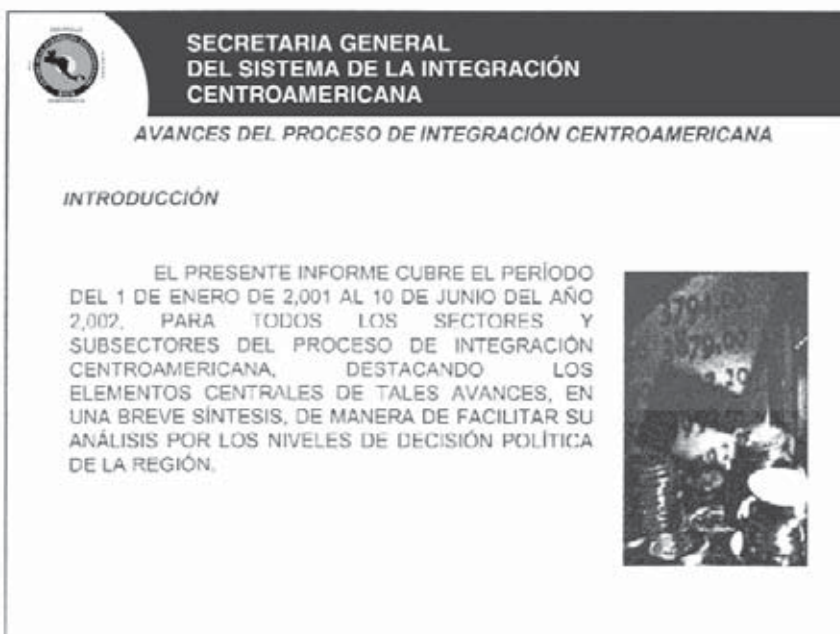 SECRETARIA GENERAL
DEL SISTEMA DE LA INTEGRACIÓN
CENTROAMERICANA
AVANCES DEL PROCESO DE INTEGRACIÓN CENTROAMERICANA
INTRODUCCIÓN
EL PRESENTE INFORME CUBRE EL PERÍODO
DEL 1 DE ENERO DE 2,001 AL 10 DE JUNIO DEL AÑO
2,002, PARA TODOS LOS SECTORES Y
SUBSECTORES DEL PROCESO DE INTEGRACIÓN
CENTROAMERICANA, DESTACANDO LOS
ELEMENTOS CENTRALES DE TALES AVANCES, EN
UNA BREVE SÍNTESIS, DE MANERA DE FACILITAR SU
ANÁLISIS POR LOS NIVELES DE DECISIÓN POLÍTICA
DE LA REGIÓN.